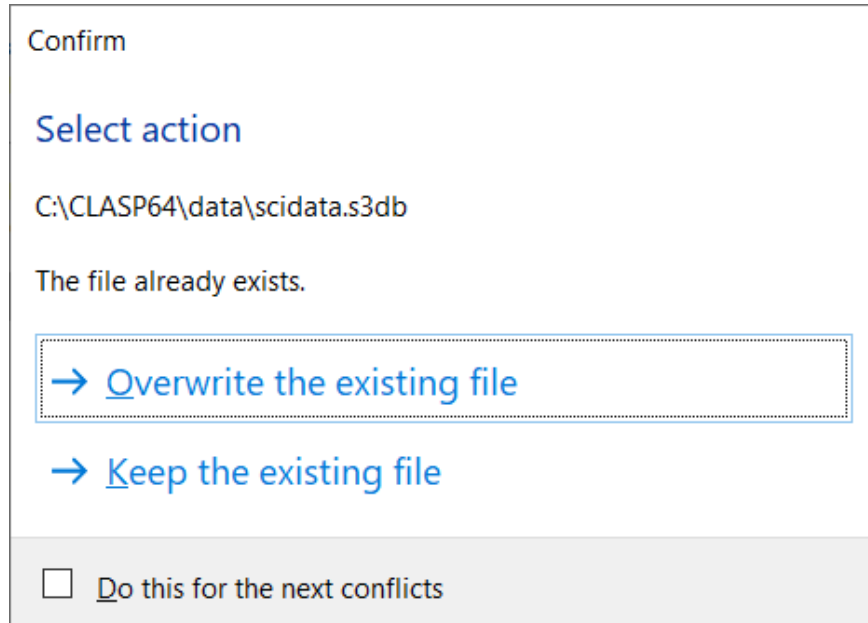 Confirm
Select action
C:\CLASP64\data\scidata.s3db
The file already exists.
→ Overwrite the existing file
→ Keep the existing file
Do this for the next conflicts